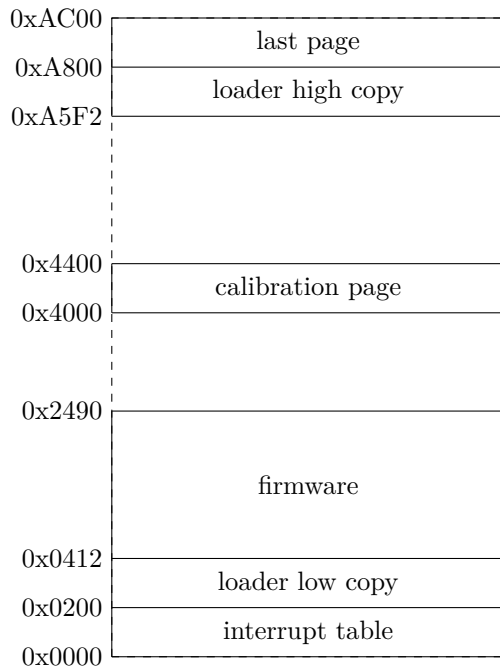 0xAC00
last page
0xA800
loader high copy
0xA5F2
0x4400
calibration page
0x4000
0x2490
firmware
0x0412
loader low copy
0x0200
interrupt table
0x0000